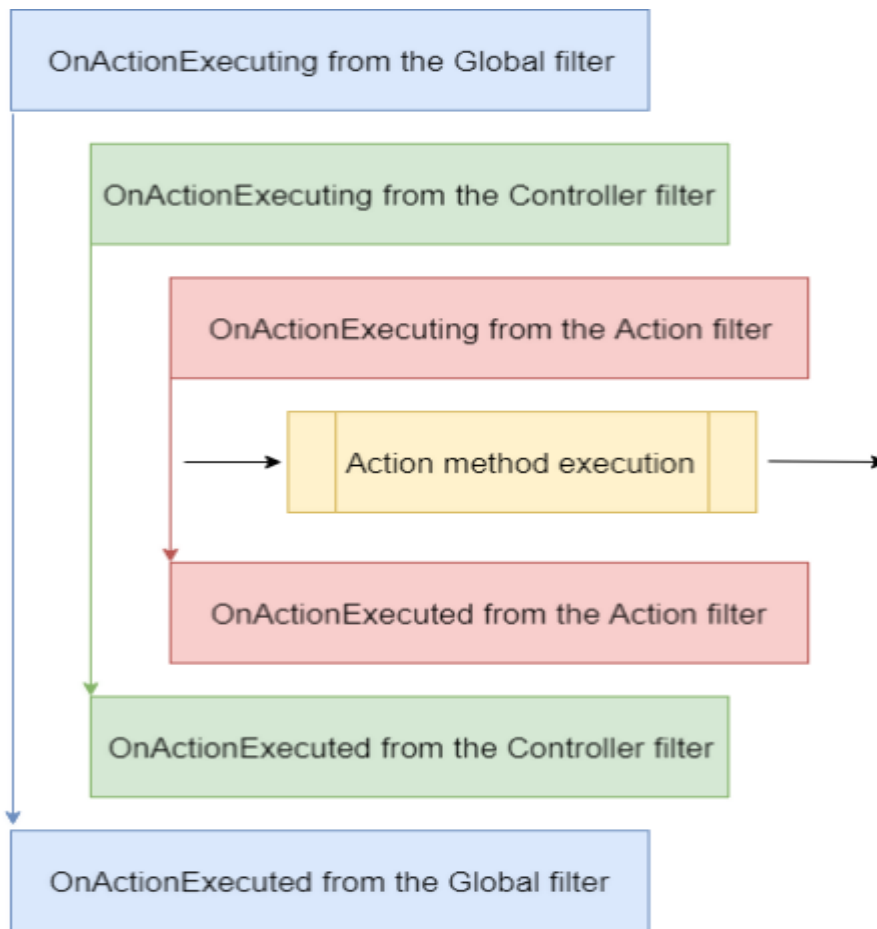 OnActionExecuting from the Global filter
OnActionExecuting from the Controller filter
OnActionExecuting from the Action filter
Action method execution
OnActionExecuted from the Action filter
OnActionExecuted from the Controller filter
OnActionExecuted from the Global filter